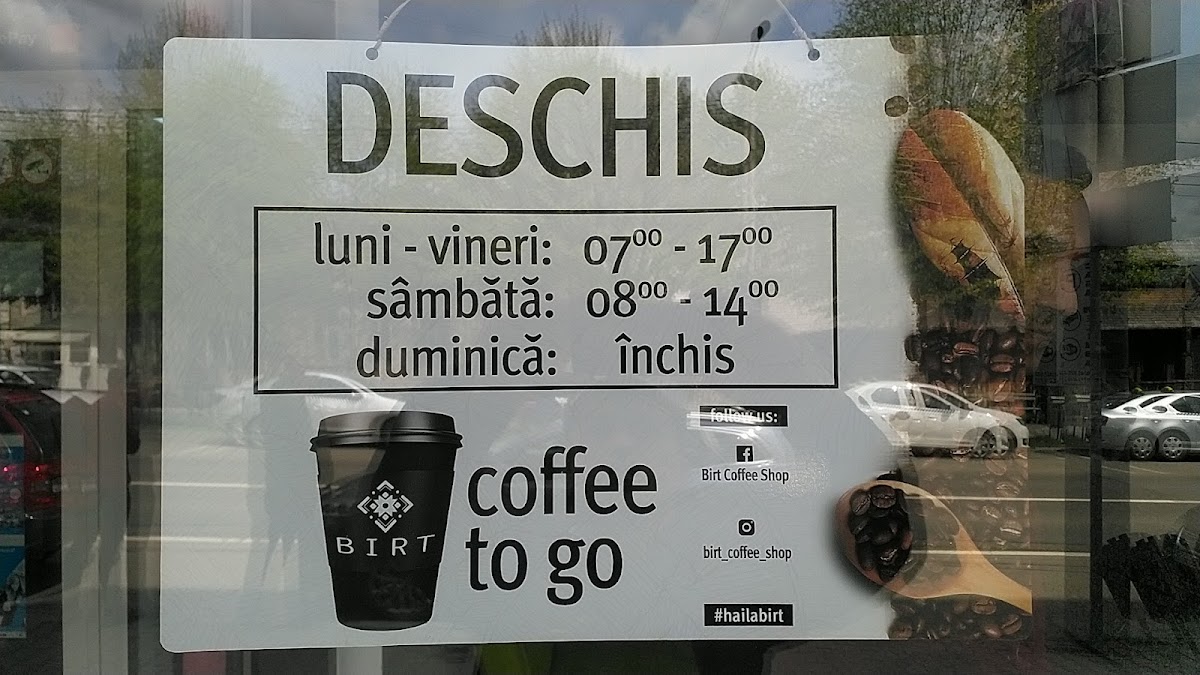 DESCHIS
luni - vineri: 07⁰⁰ - 17⁰⁰
sâmbătă: 08⁰⁰ - 14⁰⁰
duminică: închis
BIRT
coffee
to go
follow us:
Birt Coffee Shop
birt_coffee_shop
#hailabirt